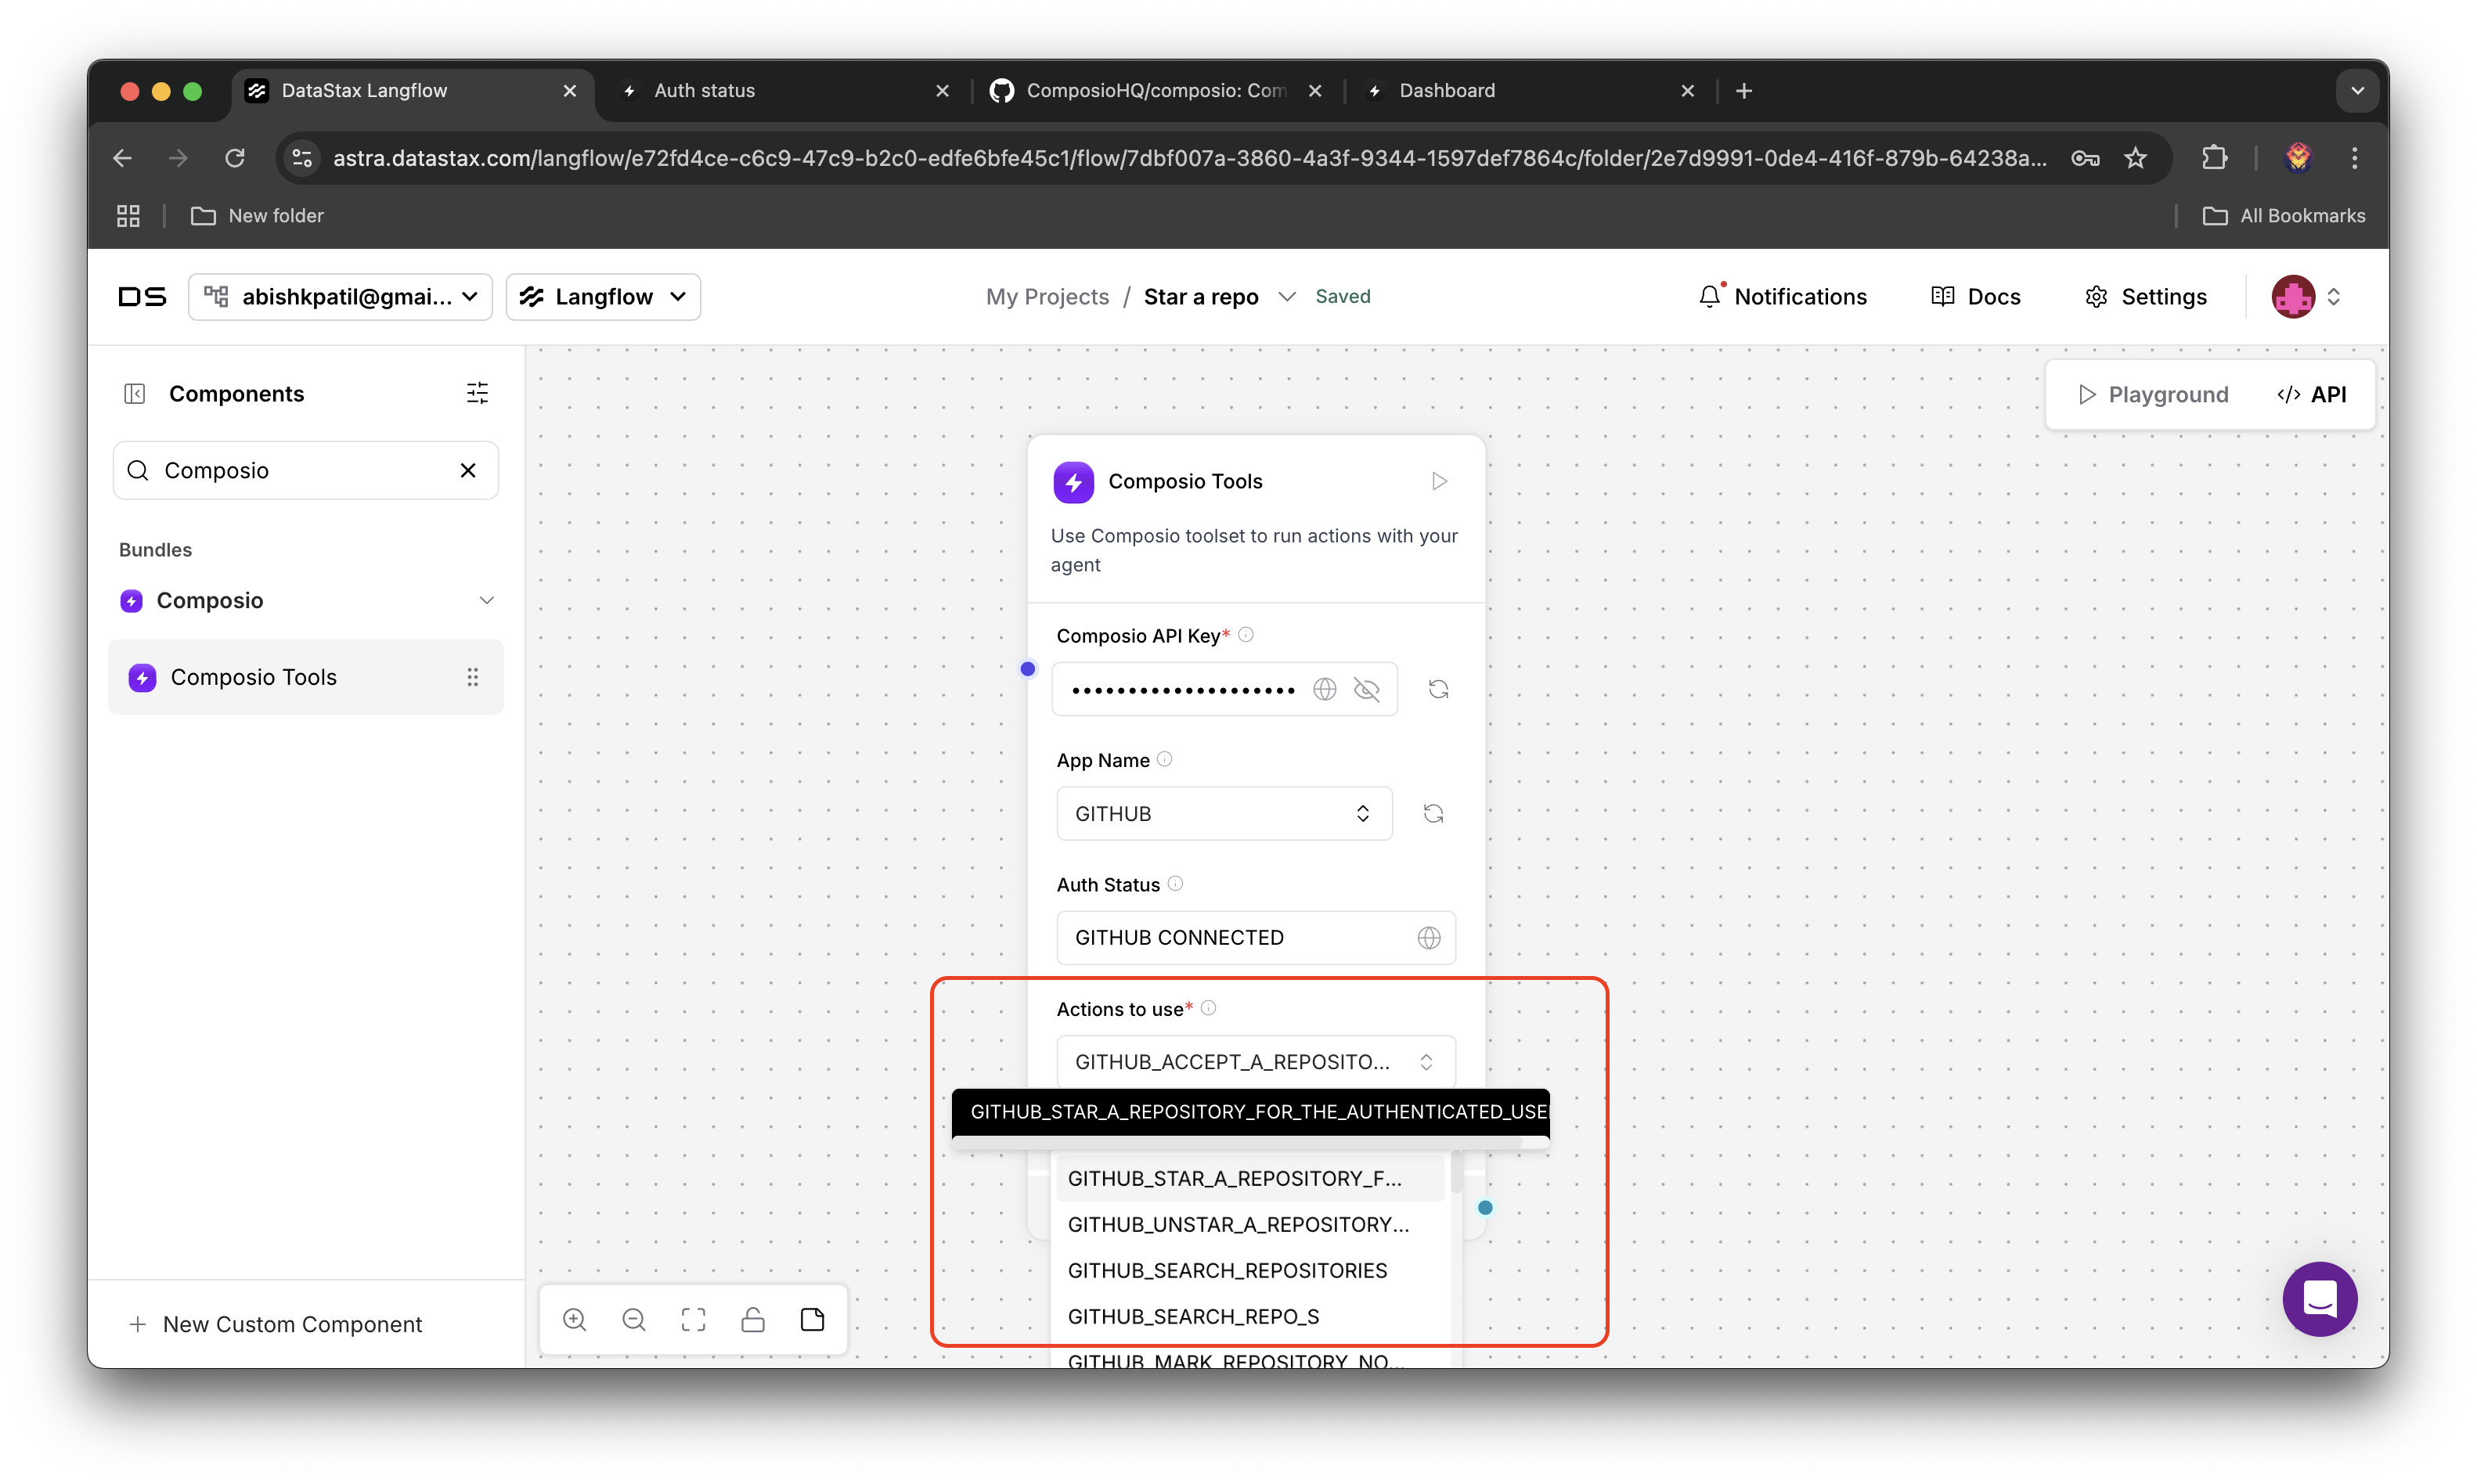 DataStax Langflow
Auth status
ComposioHQ/composio: Com
Dashboard
astra.datastax.com/langflow/e72fd4ce-c6c9-47c9-b2c0-edfe6bfe45c1/flow/7dbf007a-3860-4a3f-9344-1597def7864c/folder/2e7d9991-0de4-416f-879b-64238a...
New folder
All Bookmarks
DS
abishkpatil@gmai...
Langflow
My Projects / Star a repo
Saved
Notifications
Docs
Settings
Components
Playground
</> API
Composio
Composio Tools
Use Composio toolset to run actions with your
agent
Bundles
Composio
Composio Tools
Composio API Key*
••••••••••••••••••••
App Name
GITHUB
Auth Status
GITHUB CONNECTED
Actions to use*
GITHUB_ACCEPT_A_REPOSITO...
GITHUB_STAR_A_REPOSITORY_FOR_THE_AUTHENTICATED_USE
GITHUB_STAR_A_REPOSITORY_F...
GITHUB_UNSTAR_A_REPOSITORY...
GITHUB_SEARCH_REPOSITORIES
GITHUB_SEARCH_REPO_S
GITHUB_MARK_REPOSITORY_NO...
New Custom Component